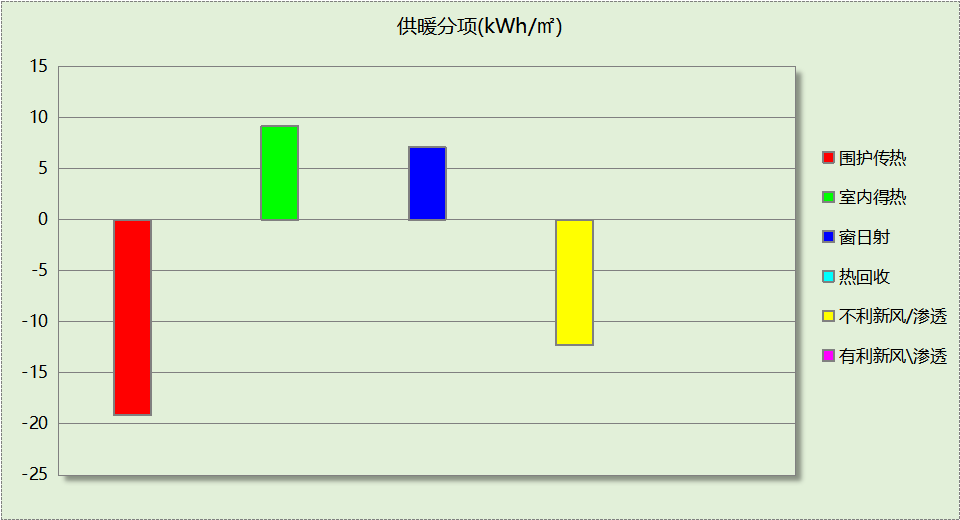 供暖分项(kWh/㎡)
15
10
5
0
-5
-10
-15
-20
-25
围护传热
室内得热
窗日射
热回收
不利新风/渗透
有利新风\渗透